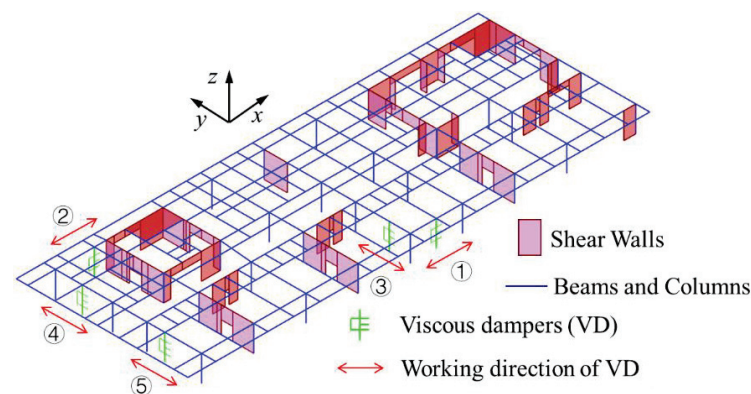 z
y
x
②
Shear Walls
①
③
Beams and Columns
④
Viscous dampers (VD)
⑤
Working direction of VD